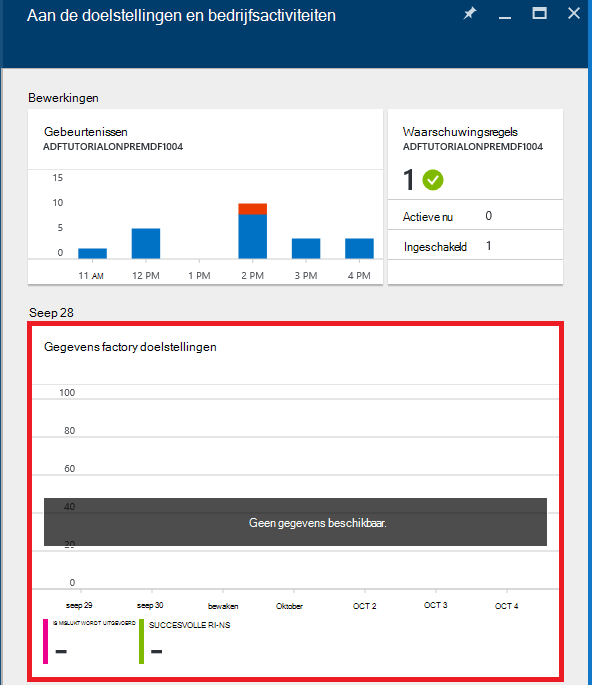 Aan de doelstellingen en bedrijfsactiviteiten
Bewerkingen
Gebeurtenissen
ADFTUTORIALONPREMDF1004
15
10
5
0
11 AM 12 PM 1 PM 2 PM 3 PM 4 PM
Waarschuwingsregels
ADFTUTORIALONPREMDF1004
1
Actieve nu 0
Ingeschakeld 1
Seep 28
Gegevens factory doelstellingen
100
80
60
40
Geen gegevens beschikbaar.
20
0
seep 29 seep 30 bewaken Oktober OCT 2 OCT 3 OCT 4
IS MISLUKT WORDT UITGEVOERD SUCCESVOLLE RI-NS
-- --